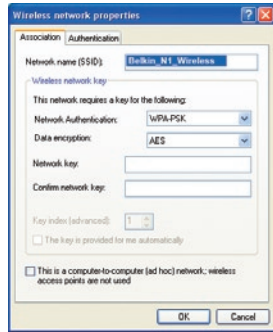 Wireless network properties
Association Authentication
Network name (SSID): Belkin_N1_Wireless
Wireless network key
This network requires a key for the following:
Network Authentication: WPA-PSK
Data encryption: AES
Network key:
Confirm network key:
Key index (advanced): 1
The key is provided for me automatically
This is a computer-to-computer (ad hoc) network; wireless
access points are not used
OK Cancel